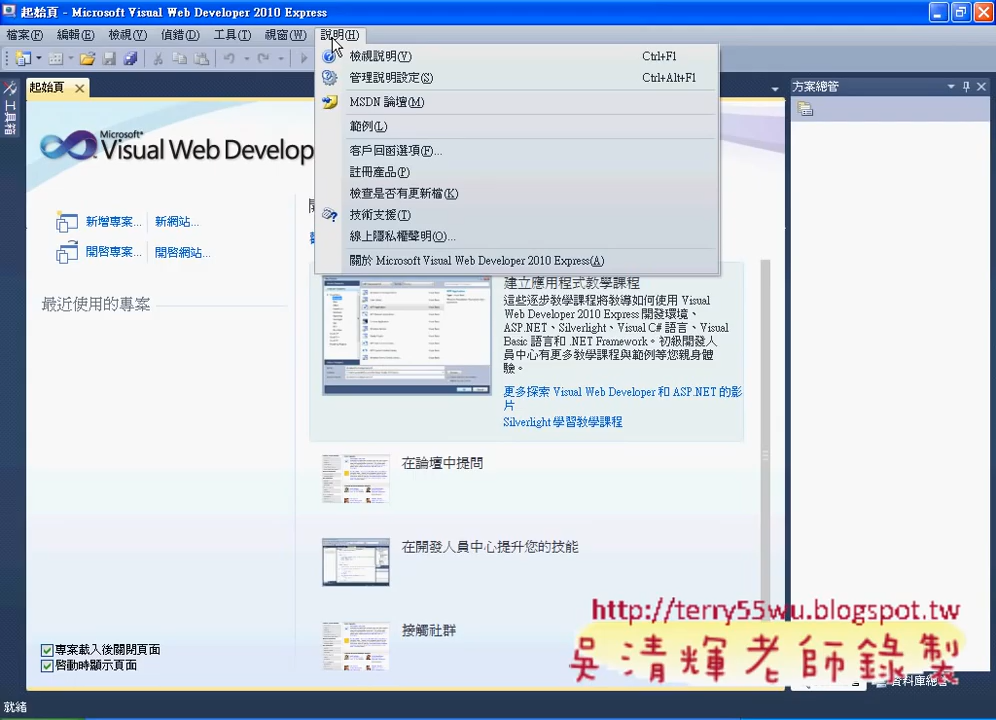 起始頁 - Microsoft Visual Web Developer 2010 Express
檔案(F) 編輯(E) 檢視(V) 偵錯(D) 工具(T) 視窗(W) 說明(H)
檢視說明(V) Ctrl+F1
管理說明設定(S) Ctrl+Alt+F1
MSDN 論壇(M)
範例(L)
客戶回函選項(F)...
註冊產品(P)
檢查是否有更新檔(K)
技術支援(T)
線上隱私權聲明(O)...
關於 Microsoft Visual Web Developer 2010 Express(A)
起始頁
工具箱
方案總管
Microsoft®
Visual Web Develop
新增專案... 新網站...
開啟專案... 開啟網站...
最近使用的專案
建立應用程式教學課程
這些逐步教學課程將教導如何使用 Visual
Web Developer 2010 Express 開發環境、
ASP.NET、Silverlight、Visual C# 語言、Visual
Basic 語言和 .NET Framework。初級開發人
員中心有更多教學課程與範例等您親身體
驗。
更多探索 Visual Web Developer 和 ASP.NET 的影
片
Silverlight 學習教學課程
在論壇中提問
在開發人員中心提升您的技能
接觸社群
專案載入後關閉頁面
啟動時顯示頁面
http://terry55wu.blogspot.tw
吳清輝老師錄製
資料庫總管
就緒